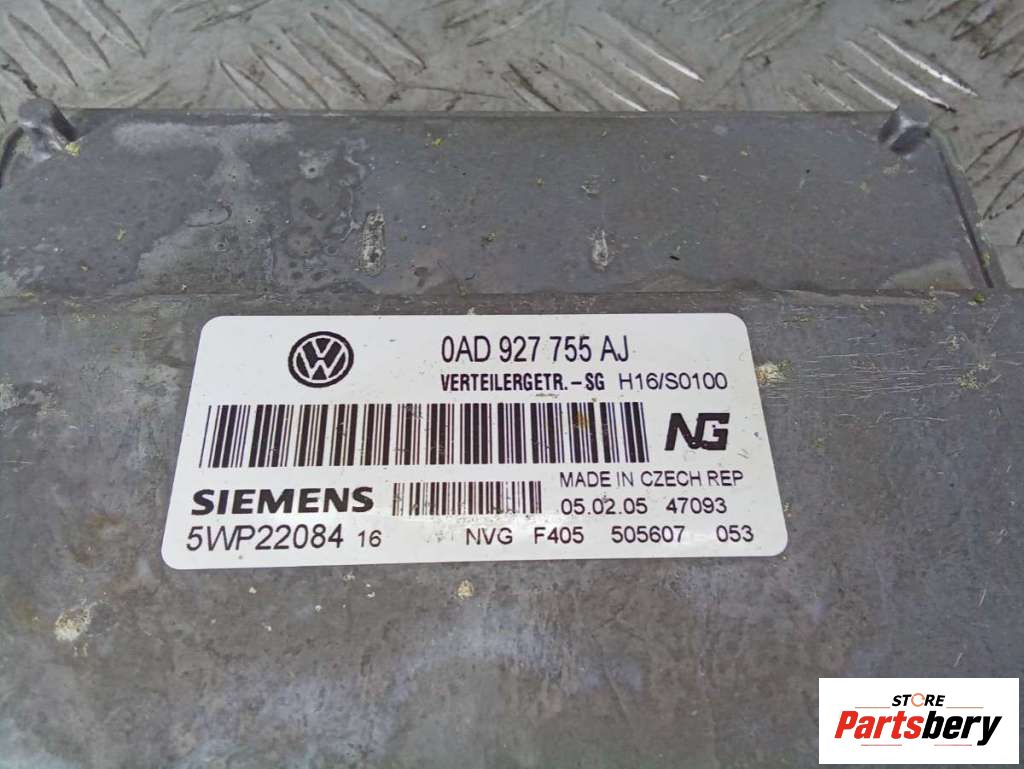 VW
0AD 927 755 AJ
VERTEILERGETR.-SG H16/S0100
NG
MADE IN CZECH REP
SIEMENS
05.02.05 47093
5WP22084 16
NVG F405 505607 053
STORE
Partsbery